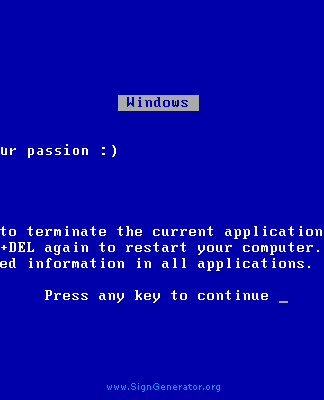 Windows
ur passion :)
to terminate the current application
+DEL again to restart your computer.
ed information in all applications.
Press any key to continue _
www.SignGenerator.org